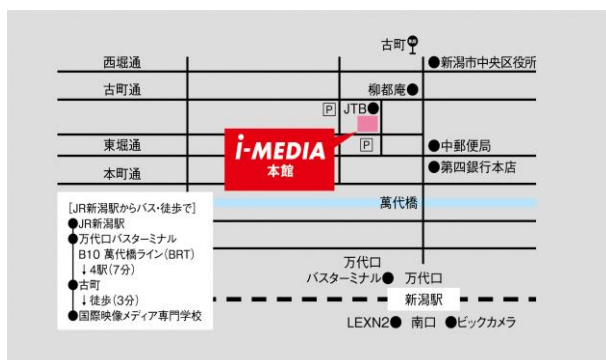 古町
西堀通
新潟市中央区役所
古町通
柳都庵
P
JTB
東堀通
i-MEDIA
本館
P
中郵便局
本町通
第四銀行本店
萬代橋
[JR新潟駅からバス・徒歩で]
JR新潟駅
万代口バスターミナル
B10 萬代橋ライン(BRT)
↓4駅(7分)
古町
↓徒歩(3分)
国際映像メディア専門学校
万代口
バスターミナル
万代口
新潟駅
LEXN2
南口
ビックカメラ